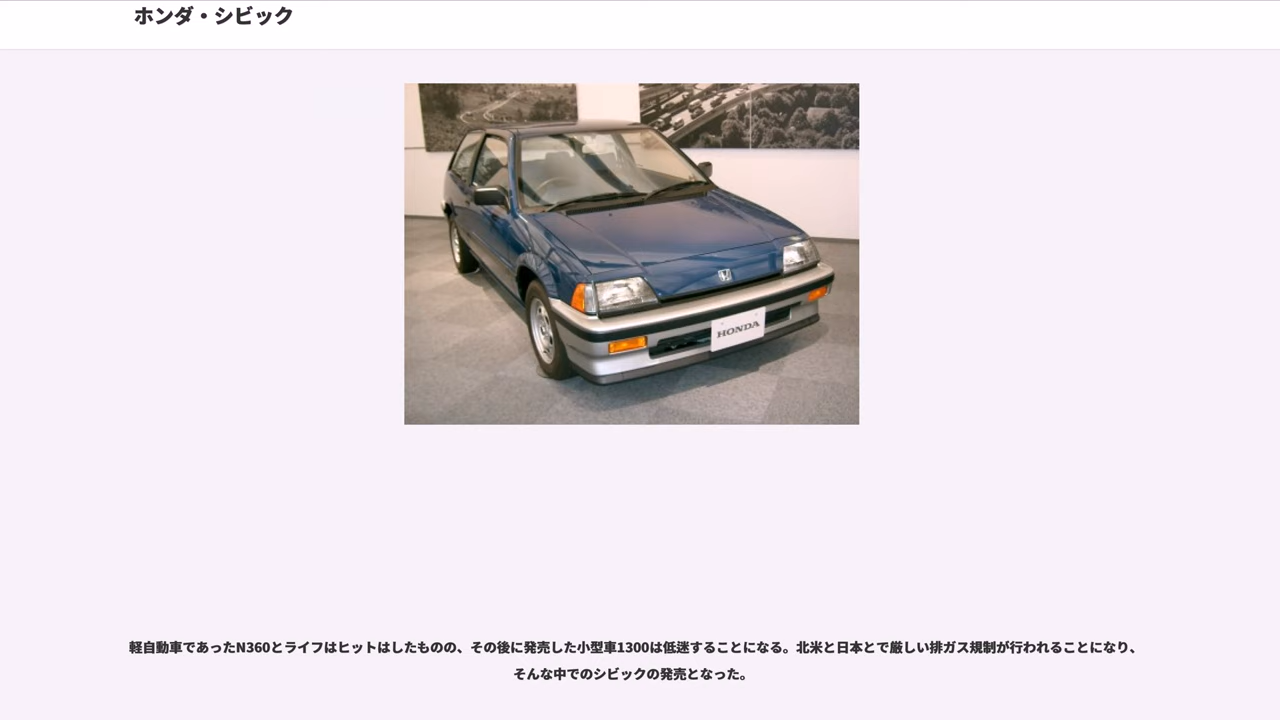 ホンダ・シビック
HONDA
軽自動車であったN360とライフはヒットはしたものの、その後に発売した小型車1300は低迷することになる。北米と日本とで厳しい排ガス規制が行われることになり、
そんな中でのシビックの発売となった。